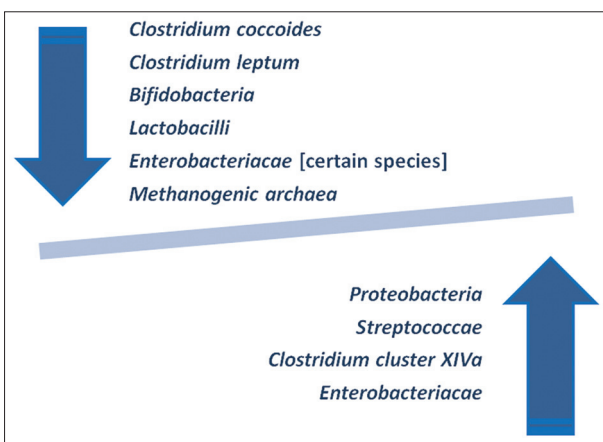 Clostridium coccoides
Clostridium leptum
Bifidobacteria
Lactobacilli
Enterobacteriacae [certain species]
Methanogenic archaea
Proteobacteria
Streptococcae
Clostridium cluster XIVa
Enterobacteriacae